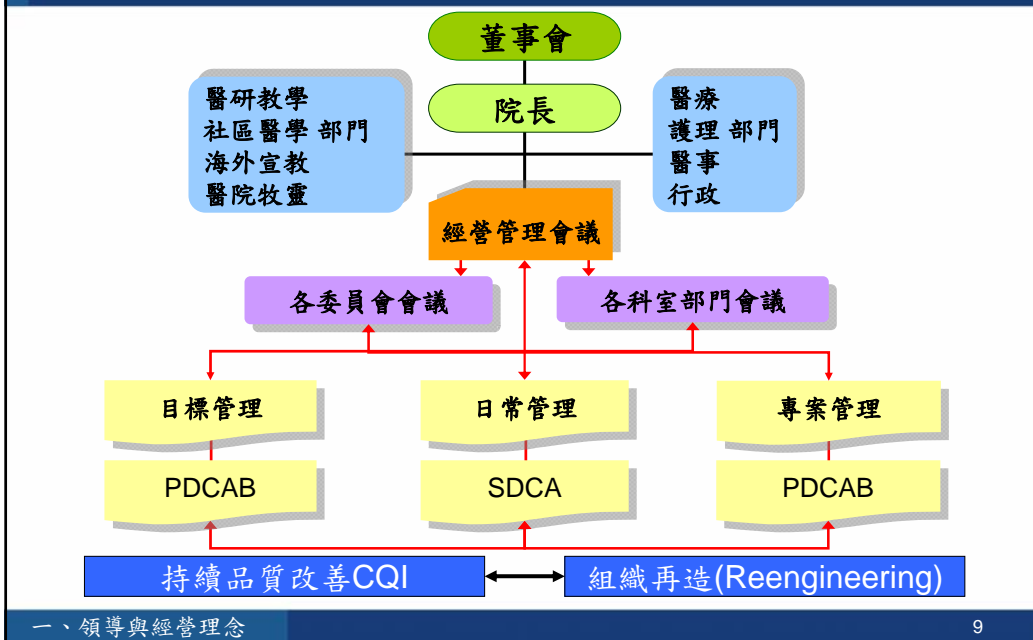 董事會
院長
醫研教學
社區醫學 部門
海外宣教
醫院牧靈
醫療
護理 部門
醫事
行政
經營管理會議
各委員會會議
各科室部門會議
目標管理
日常管理
專案管理
PDCAB
SDCA
PDCAB
持續品質改善CQI
組織再造(Reengineering)
一、領導與經營理念
9